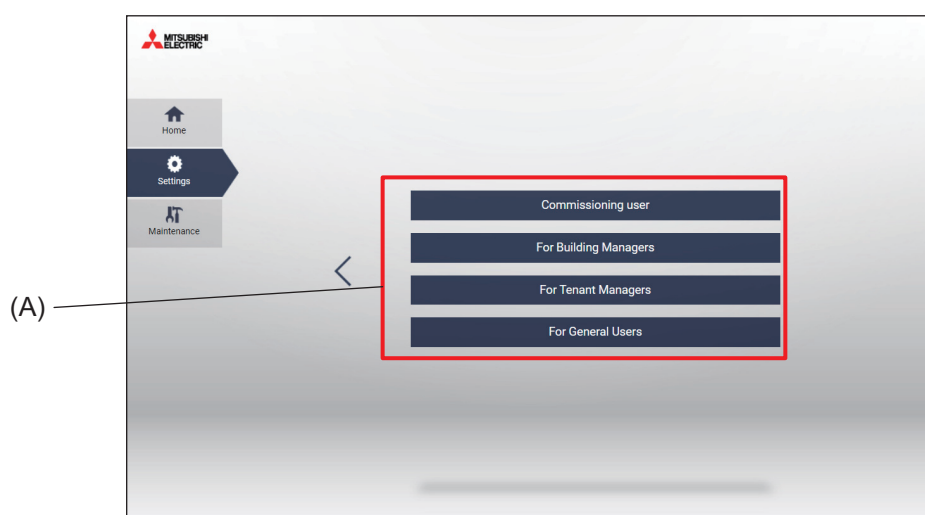 MITSUBISHI
ELECTRIC
Home
Settings
Maintenance
Commissioning user
For Building Managers
For Tenant Managers
For General Users
(A)